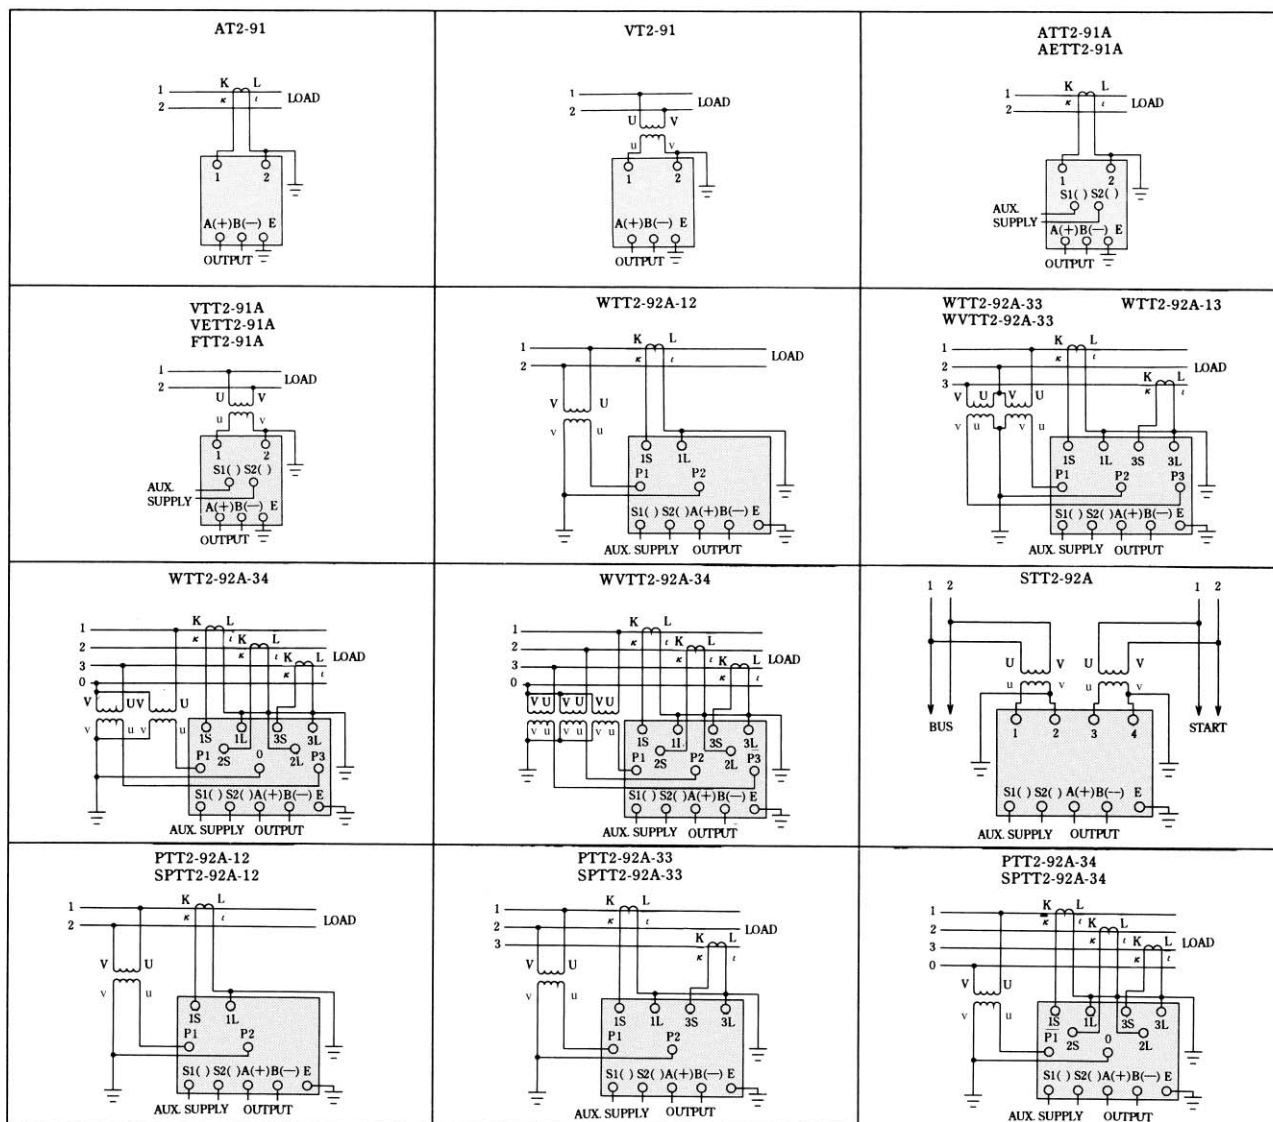 AT2-91
K L
1
κ ι LOAD
2
1 2
A(+)B(—) E
OUTPUT
VT2-91
1
LOAD
2
U V
u v
1 2
A(+)B(—) E
OUTPUT
ATT2-91A
AETT2-91A
K L
1
κ ι LOAD
2
1 2
S1( ) S2( )
AUX.
SUPPLY
A(+)B(—) E
OUTPUT
VTT2-91A
VETT2-91A
FTT2-91A
1
LOAD
2
U V
u v
1 2
S1( ) S2( )
AUX.
SUPPLY
A(+)B(—) E
OUTPUT
WTT2-92A-12
K L
1
κ ι LOAD
2
V U
v u
1S 1L
P1 P2
S1( ) S2( )A(+)B(—) E
AUX. SUPPLY OUTPUT
WTT2-92A-33 WTT2-92A-13
WVTT2-92A-33
K L
1
κ ι LOAD
2
K L
3
κ ι
V U V U
v u v u
1S 1L 3S 3L
P1 P2 P3
S1( ) S2( )A(+)B(—) E
AUX. SUPPLY OUTPUT
WTT2-92A-34
K L
1
κ ι K L
2
κ ι K L LOAD
3
κ ι
0
V UV U
v u v u
1S 1L 3S 3L
P1 2S 0 2L P3
S1( ) S2( )A(+)B(—) E
AUX. SUPPLY OUTPUT
WVTT2-92A-34
K L
1
κ ι K L
2
κ ι K L LOAD
3
κ ι
0
V U V U V U
v u v u v u
1S 1L 3S 3L
P1 2S P2 2L P3
S1( ) S2( )A(+)B(—) E
AUX. SUPPLY OUTPUT
STT2-92A
1 2 1 2
U V U V
u v u v
BUS START
1 2 3 4
S1( ) S2( ) A(+)B(--) E
AUX. SUPPLY OUTPUT
PTT2-92A-12
SPTT2-92A-12
K L
1
κ ι LOAD
2
V U
v u
1S 1L
P1 P2
S1( ) S2( )A(+)B(—) E
AUX. SUPPLY OUTPUT
PTT2-92A-33
SPTT2-92A-33
K L
1
κ ι LOAD
2
K L
3
κ ι
V U
v u
1S 1L 3S 3L
P1 P2
S1( ) S2( )A(+)B(—) E
AUX. SUPPLY OUTPUT
PTT2-92A-34
SPTT2-92A-34
K L
1
κ ι K L
2
κ ι K L LOAD
3
κ ι
0
V U
v u
1S 1L 3S 3L
P1 2S 0 2L
S1( ) S2( )A(+)B(—) E
AUX. SUPPLY OUTPUT